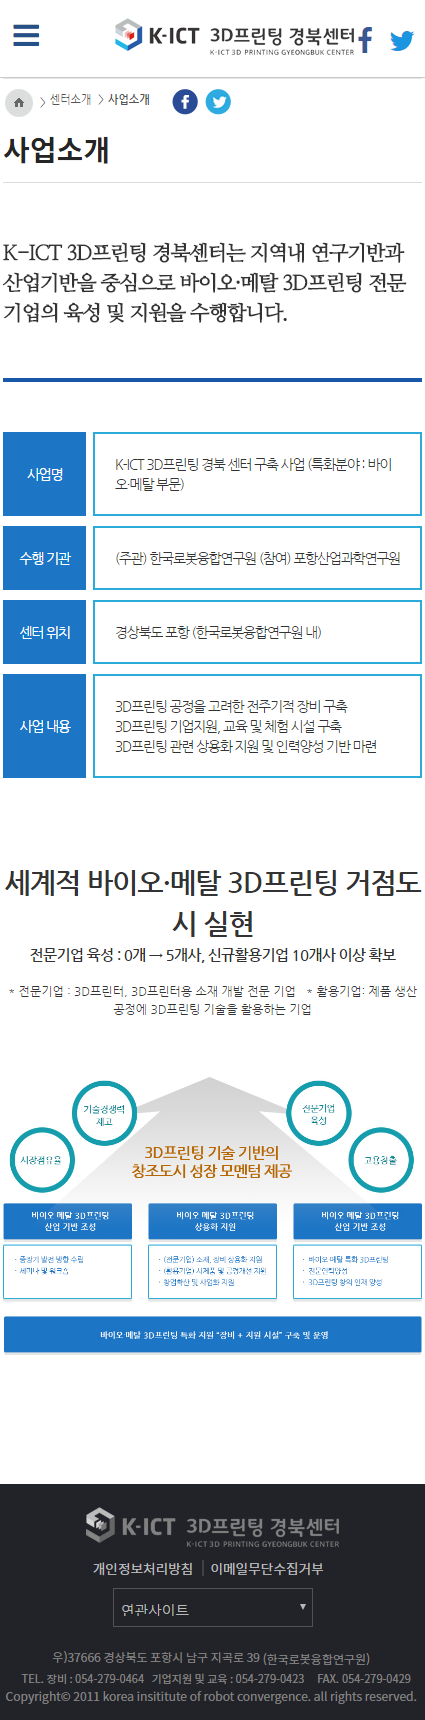 K-ICT 3D프린팅 경북센터
K-ICT 3D PRINTING GYEONGBUK CENTER
> 센터소개 > 사업소개
사업소개
K-ICT 3D프린팅 경북센터는 지역내 연구기반과
산업기반을 중심으로 바이오·메탈 3D프린팅 전문
기업의 육성 및 지원을 수행합니다.
사업명
K-ICT 3D프린팅 경북 센터 구축 사업 (특화분야 : 바이
오·메탈 부문)
수행 기관
(주관) 한국로봇융합연구원 (참여) 포항산업과학연구원
센터 위치
경상북도 포항 (한국로봇융합연구원 내)
사업 내용
3D프린팅 공정을 고려한 전주기적 장비 구축
3D프린팅 기업지원, 교육 및 체험 시설 구축
3D프린팅 관련 상용화 지원 및 인력양성 기반 마련
세계적 바이오·메탈 3D프린팅 거점도
시 실현
전문기업 육성 : 0개 → 5개사, 신규활용기업 10개사 이상 확보
* 전문기업 : 3D프린터, 3D프린터용 소재 개발 전문 기업 * 활용기업: 제품 생산
공정에 3D프린팅 기술을 활용하는 기업
시장점유율
기술경쟁력
제고
전문기업
육성
고용창출
3D프린팅 기술 기반의
창조도시 성장 모멘텀 제공
바이오 메탈 3D프린팅
산업 기반 조성
바이오 메탈 3D프린팅
상용화 지원
바이오 메탈 3D프린팅
산업 기반 조성
· 중장기 발전 방향 수립
· 세미나 및 워크숍
· (전문기업) 소재, 장비 상용화 지원
· (활용기업) 시제품 및 공정개선 지원
· 창업확산 및 사업화 지원
· 바이오 메탈 특화 3D프린팅
· 전문인력양성
· 3D프린팅 창의 인재 양성
바이오·메탈 3D프린팅 특화 지원 "장비 + 지원 시설" 구축 및 운영
K-ICT 3D프린팅 경북센터
K-ICT 3D PRINTING GYEONGBUK CENTER
개인정보처리방침 | 이메일무단수집거부
연관사이트
우)37666 경상북도 포항시 남구 지곡로 39 (한국로봇융합연구원)
TEL. 장비 : 054-279-0464 기업지원 및 교육 : 054-279-0423 FAX. 054-279-0429
Copyright© 2011 korea insititute of robot convergence. all rights reserved.